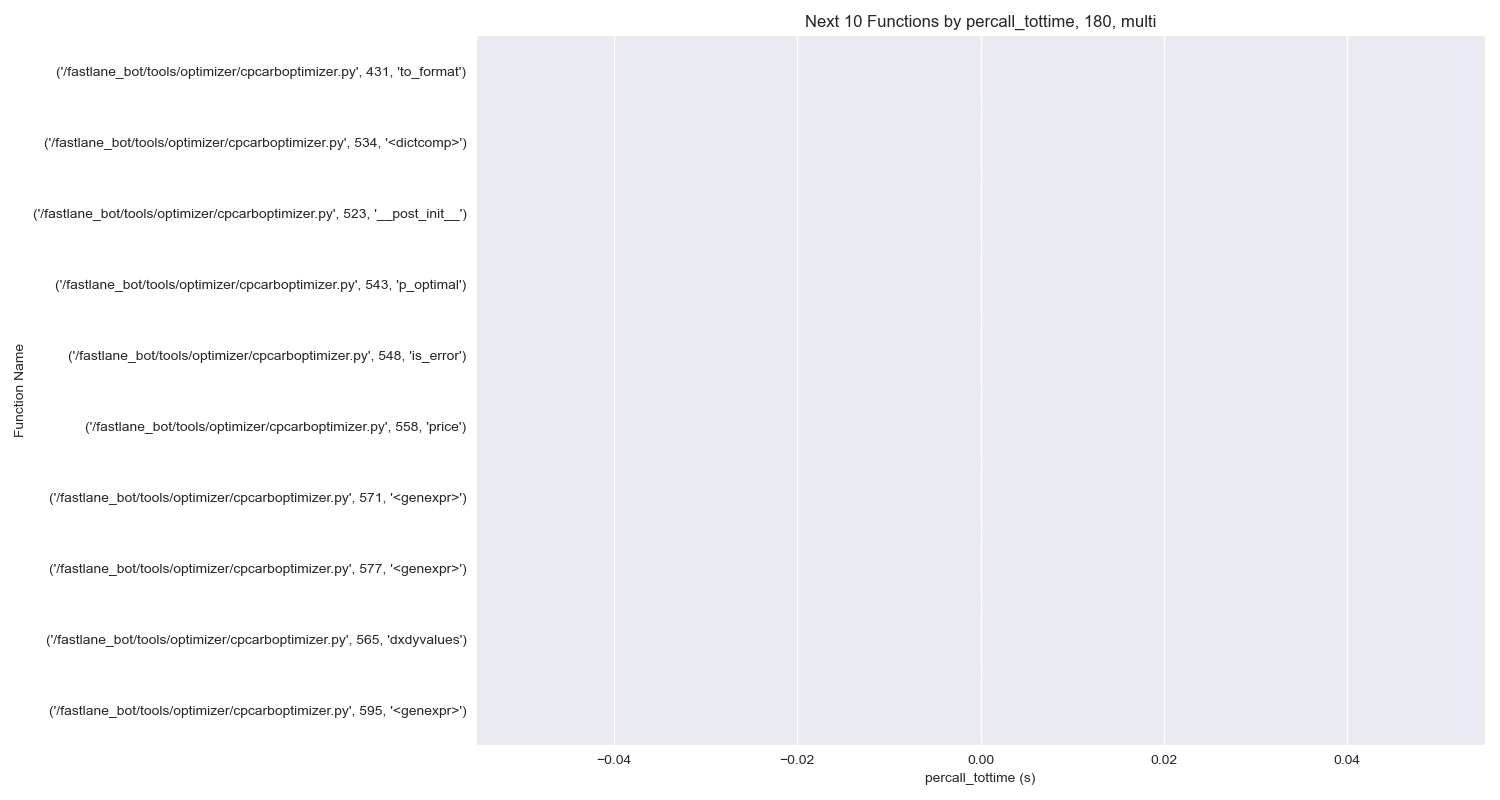 Next 10 Functions by percall_tottime, 180, multi
('/fastlane_bot/tools/optimizer/cpcarboptimizer.py', 431, 'to_format')
('/fastlane_bot/tools/optimizer/cpcarboptimizer.py', 534, '<dictcomp>')
('/fastlane_bot/tools/optimizer/cpcarboptimizer.py', 523, '__post_init__')
('/fastlane_bot/tools/optimizer/cpcarboptimizer.py', 543, 'p_optimal')
('/fastlane_bot/tools/optimizer/cpcarboptimizer.py', 548, 'is_error')
('/fastlane_bot/tools/optimizer/cpcarboptimizer.py', 558, 'price')
('/fastlane_bot/tools/optimizer/cpcarboptimizer.py', 571, '<genexpr>')
('/fastlane_bot/tools/optimizer/cpcarboptimizer.py', 577, '<genexpr>')
('/fastlane_bot/tools/optimizer/cpcarboptimizer.py', 565, 'dxdyvalues')
('/fastlane_bot/tools/optimizer/cpcarboptimizer.py', 595, '<genexpr>')
Function Name
−0.04 −0.02 0.00 0.02 0.04
percall_tottime (s)